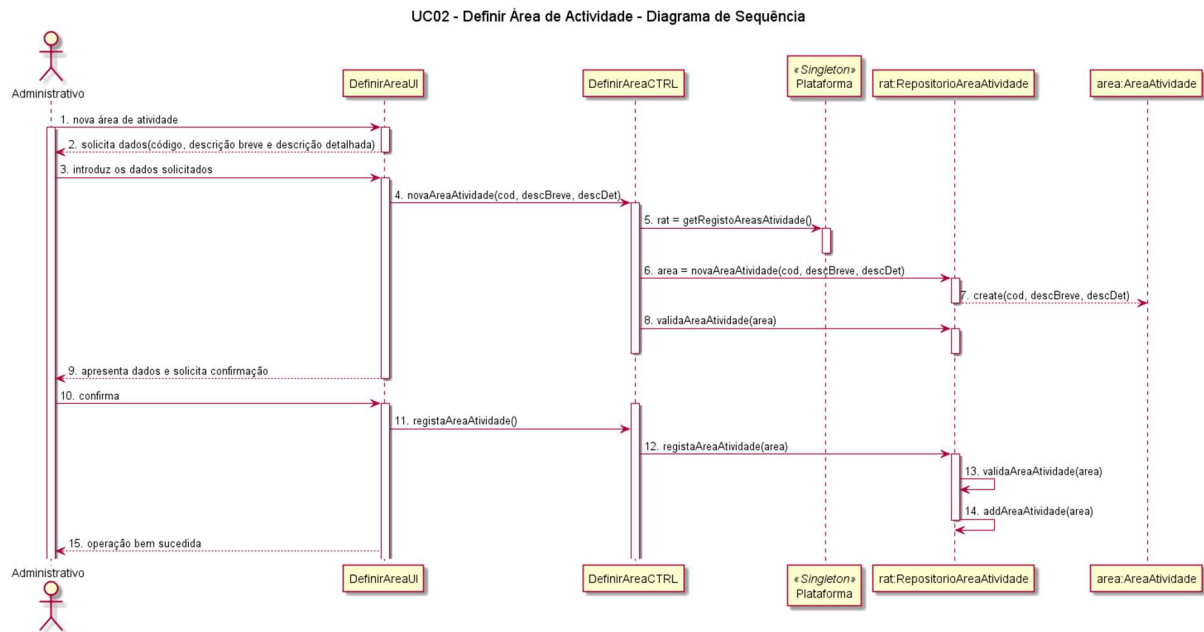 UC02 - Definir Área de Actividade - Diagrama de Sequência
Administrativo
DefinirAreaUI
DefinirAreaCTRL
«Singleton»
Plataforma
rat:RepositorioAreaAtividade
area:AreaAtividade
1. nova área de atividade
2. solicita dados(código, descrição breve e descrição detalhada)
3. introduz os dados solicitados
4. novaAreaAtividade(cod, descBreve, descDet)
5. rat = getRegistoAreasAtividade()
6. area = novaAreaAtividade(cod, descBreve, descDet)
7. create(cod, descBreve, descDet)
8. validaAreaAtividade(area)
9. apresenta dados e solicita confirmação
10. confirma
11. registaAreaAtividade()
12. registaAreaAtividade(area)
13. validaAreaAtividade(area)
14. addAreaAtividade(area)
15. operação bem sucedida
Administrativo
DefinirAreaUI
DefinirAreaCTRL
«Singleton»
Plataforma
rat:RepositorioAreaAtividade
area:AreaAtividade